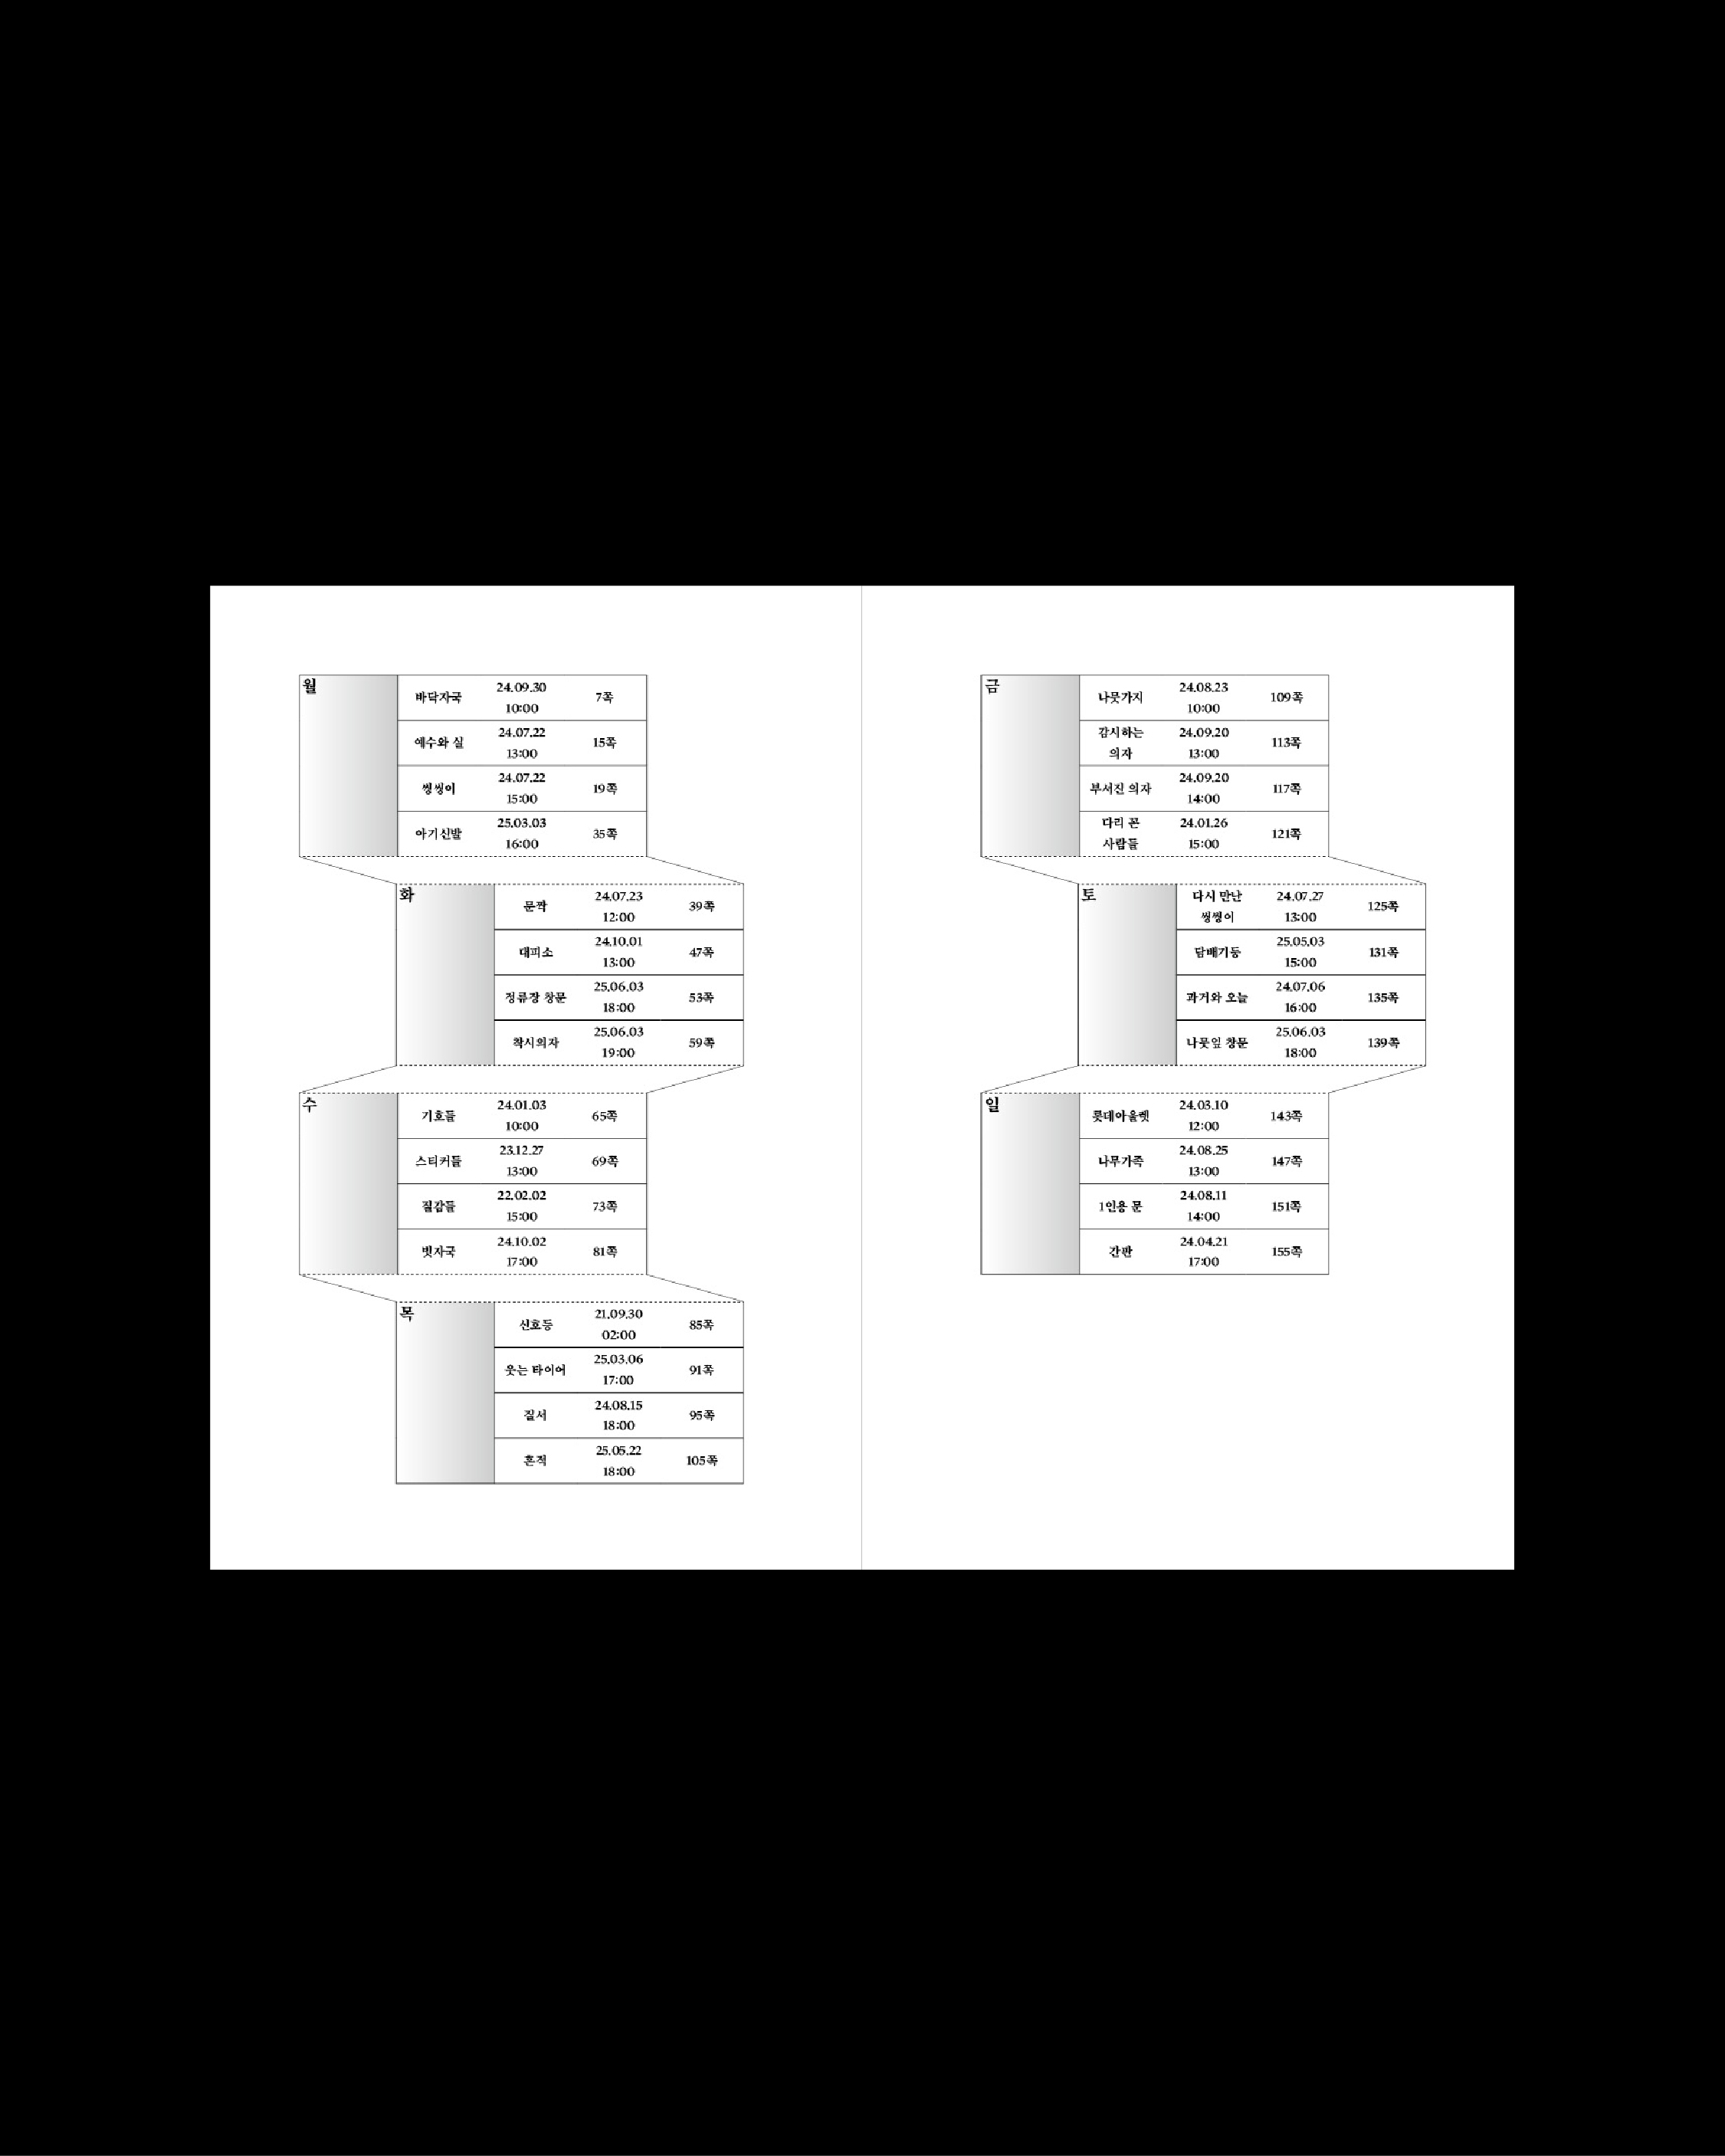 월
바닥자국
24.09.30
10:00
7쪽
예수와 실
24.07.22
13:00
15쪽
씽씽이
24.07.22
15:00
19쪽
아기신발
25.03.03
16:00
35쪽
화
문짝
24.07.23
12:00
39쪽
대피소
24.10.01
13:00
47쪽
정류장 창문
25.06.03
18:00
53쪽
착시의자
25.06.03
19:00
59쪽
수
기호들
24.01.03
10:00
65쪽
스티커들
23.12.27
13:00
69쪽
질감들
22.02.02
15:00
73쪽
빗자국
24.10.02
17:00
81쪽
목
신호등
21.09.30
02:00
85쪽
웃는 타이어
25.03.06
17:00
91쪽
질서
24.08.15
18:00
95쪽
흔적
25.05.22
18:00
105쪽
금
나뭇가지
24.08.23
10:00
109쪽
감시하는
의자
24.09.20
13:00
113쪽
부서진 의자
24.09.20
14:00
117쪽
다리 꼰
사람들
24.01.26
15:00
121쪽
토
다시 만난
씽씽이
24.07.27
13:00
125쪽
담배기둥
25.05.03
15:00
131쪽
과거와 오늘
24.07.06
16:00
135쪽
나뭇잎 창문
25.06.03
18:00
139쪽
일
롯데아울렛
24.03.10
12:00
143쪽
나무가족
24.08.25
13:00
147쪽
1인용 문
24.08.11
14:00
151쪽
간판
24.04.21
17:00
155쪽